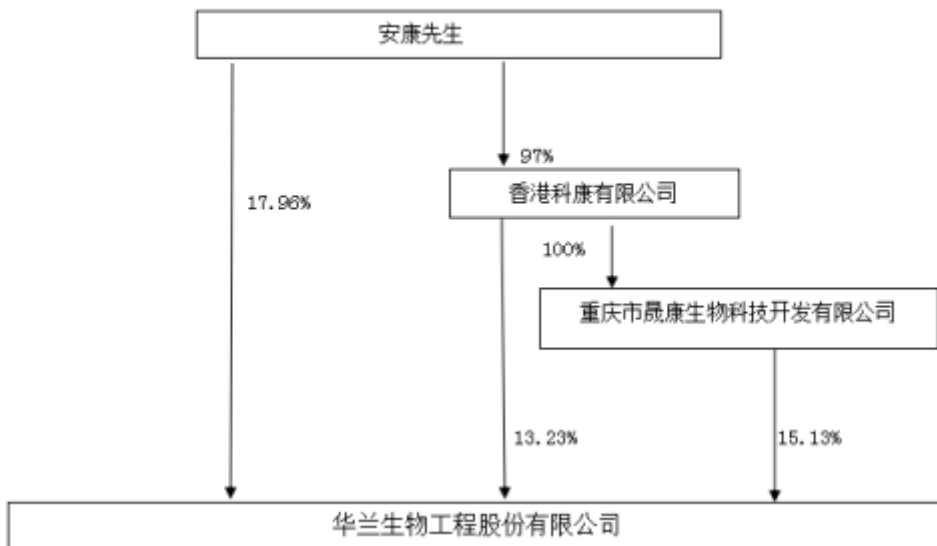 安康先生
97%
香港科康有限公司
17.96%
100%
重庆市晟康生物科技开发有限公司
13.23%
15.13%
华兰生物工程股份有限公司